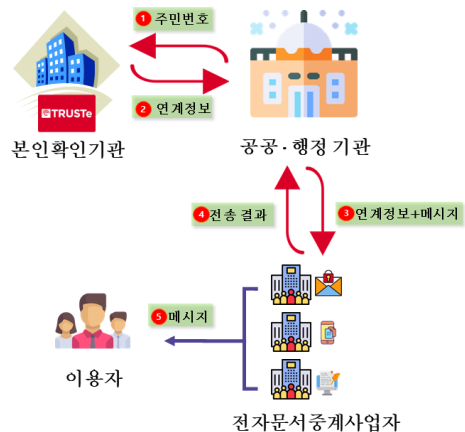 1 주민번호
2 연계정보
TRUSTe
본인확인기관
공공·행정 기관
4 전송 결과
3 연계정보+메시지
5 메시지
이용자
전자문서중계사업자